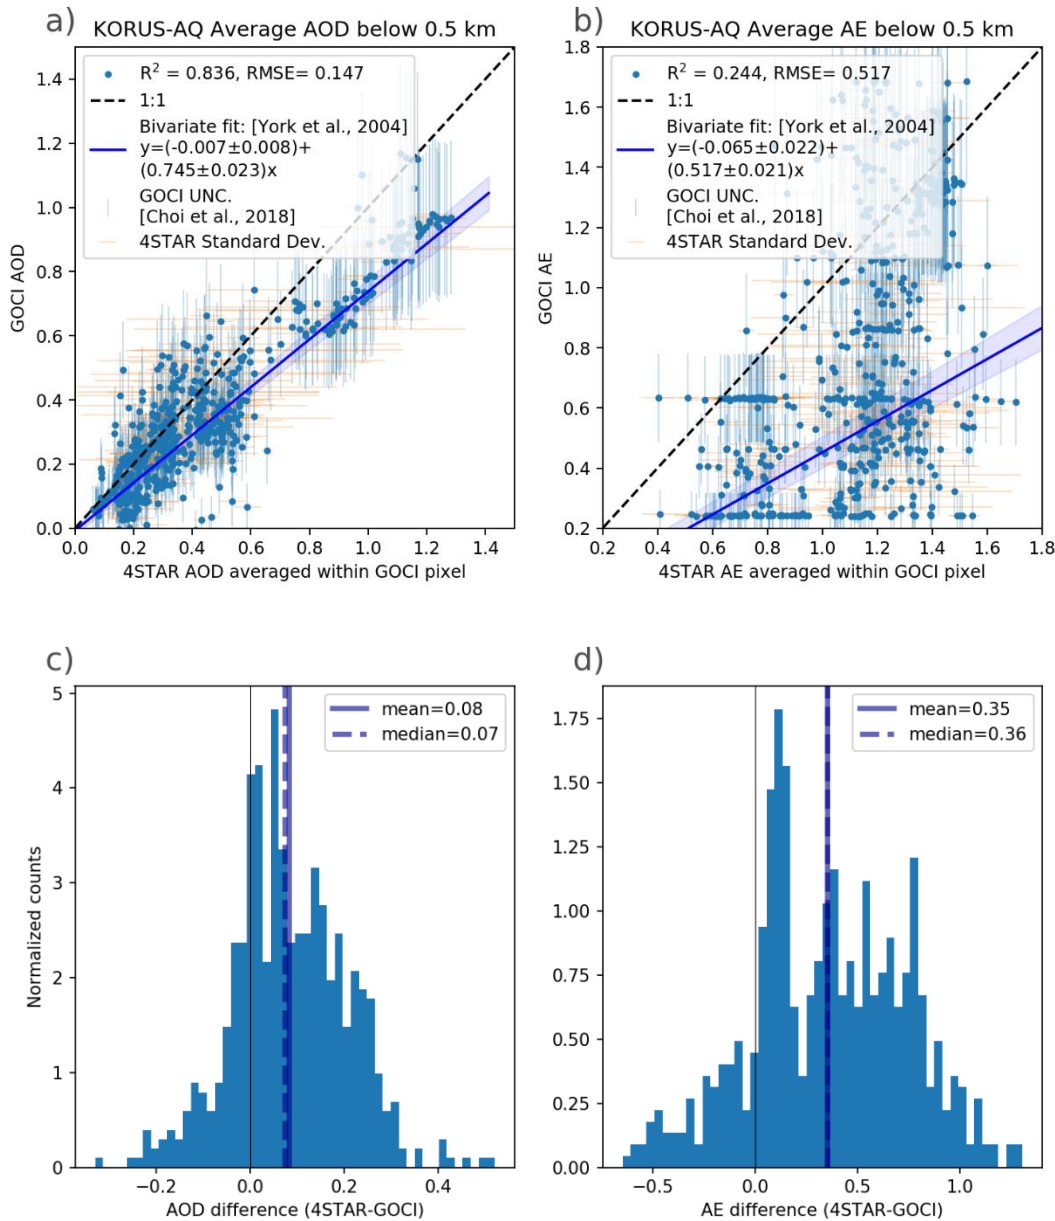 a)
KORUS-AQ Average AOD below 0.5 km
R² = 0.836, RMSE= 0.147
1:1
Bivariate fit: [York et al., 2004]
y=(-0.007±0.008)+
(0.745±0.023)x
GOCI UNC.
[Choi et al., 2018]
4STAR Standard Dev.
GOCI AOD
1.4
1.2
1.0
0.8
0.6
0.4
0.2
0.0
0.0 0.2 0.4 0.6 0.8 1.0 1.2 1.4
4STAR AOD averaged within GOCI pixel
b)
KORUS-AQ Average AE below 0.5 km
R² = 0.244, RMSE= 0.517
1:1
Bivariate fit: [York et al., 2004]
y=(-0.065±0.022)+
(0.517±0.021)x
GOCI UNC.
[Choi et al., 2018]
4STAR Standard Dev.
GOCI AE
1.8
1.6
1.4
1.2
1.0
0.8
0.6
0.4
0.2
0.2 0.4 0.6 0.8 1.0 1.2 1.4 1.6 1.8
4STAR AE averaged within GOCI pixel
c)
mean=0.08
median=0.07
Normalized counts
5
4
3
2
1
0
−0.2 0.0 0.2 0.4
AOD difference (4STAR-GOCI)
d)
mean=0.35
median=0.36
1.75
1.50
1.25
1.00
0.75
0.50
0.25
0.00
−0.5 0.0 0.5 1.0
AE difference (4STAR-GOCI)